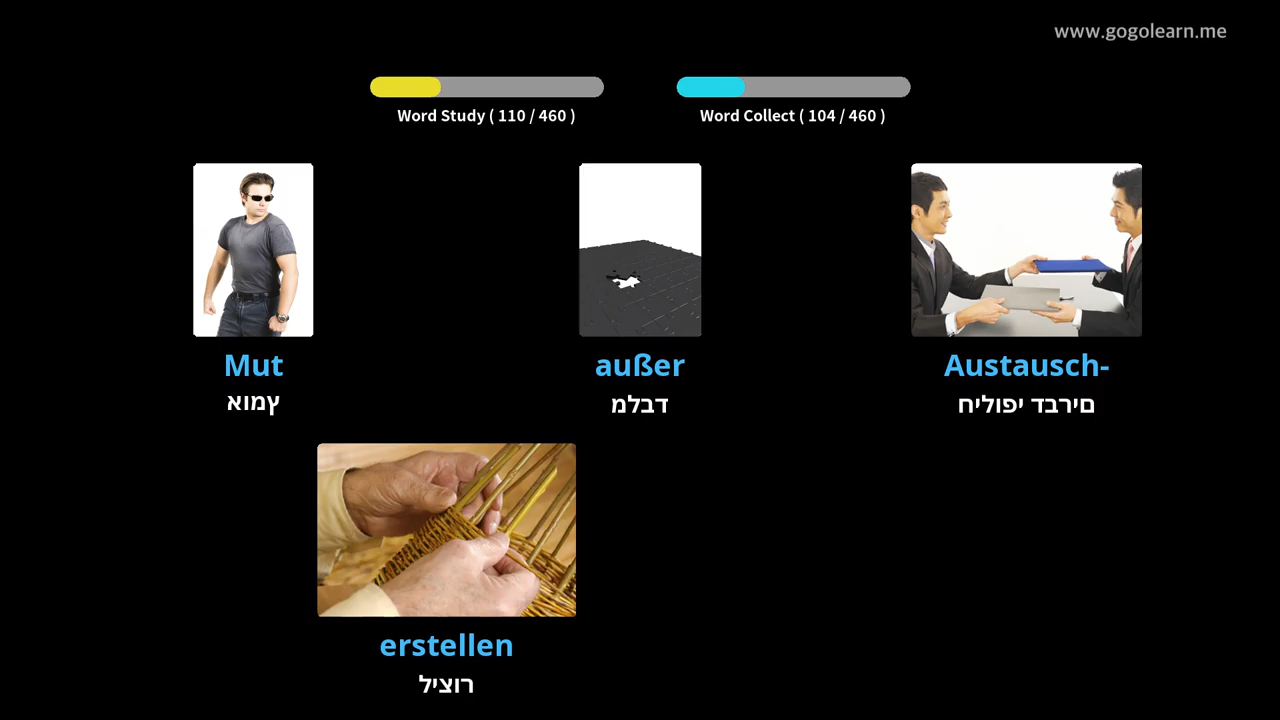 www.gogolearn.me
Word Study ( 110 / 460 )
Word Collect ( 104 / 460 )
Mut
אומץ
außer
מלבד
Austausch-
חילופי דברים
erstellen
ליצור